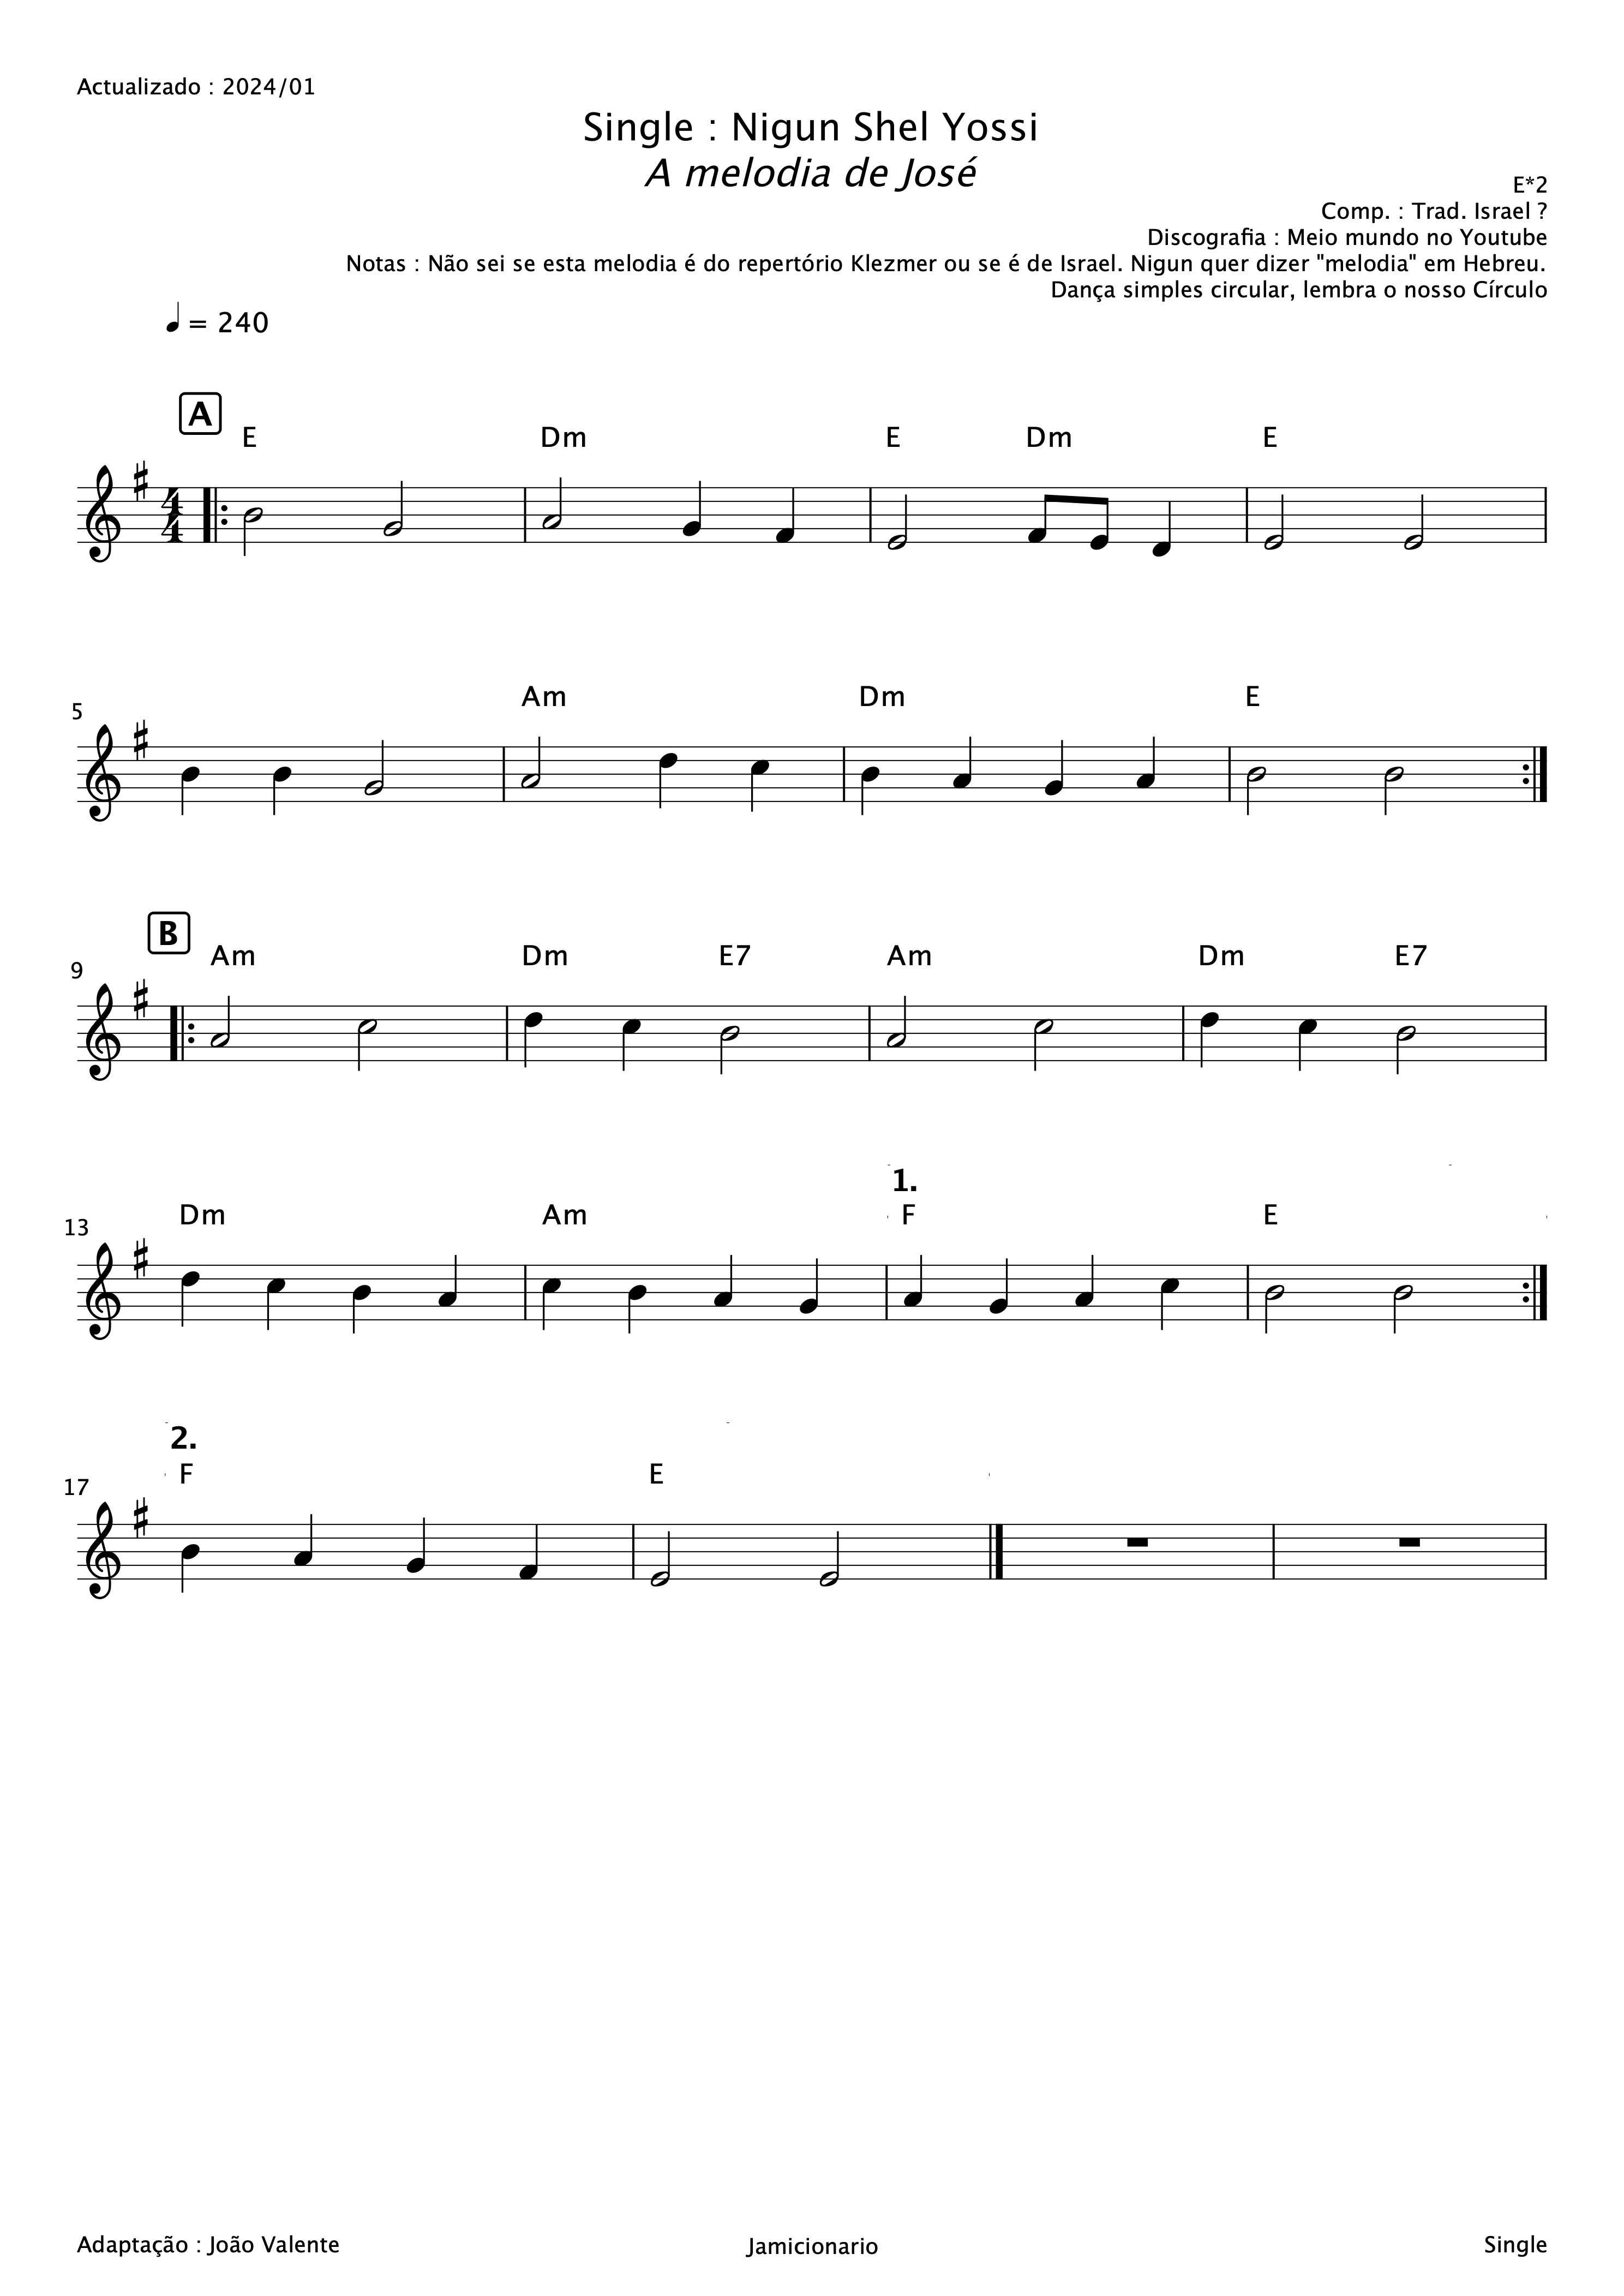 Actualizado : 2024/01
Single : Nigun Shel Yossi
A melodia de José
E*2
Comp. : Trad. Israel ?
Discografia : Meio mundo no Youtube
Notas : Não sei se esta melodia é do repertório Klezmer ou se é de Israel. Nigun quer dizer "melodia" em Hebreu.
Dança simples circular, lembra o nosso Círculo
= 240
A
E Dm E Dm E
4
4
5
Am Dm E
B
9
Am Dm E7 Am Dm E7
1.
13
Dm Am F E
2.
17
F E
Adaptação : João Valente Jamicionario Single